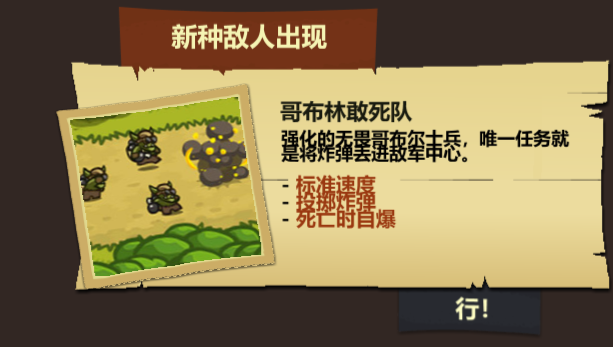 新种敌人出现
哥布林敢死队
强化的无畏哥布尔士兵，唯一任务就
是将炸弹丢进敌军中心。
- 标准速度
- 投掷炸弹
- 死亡时自爆
行！